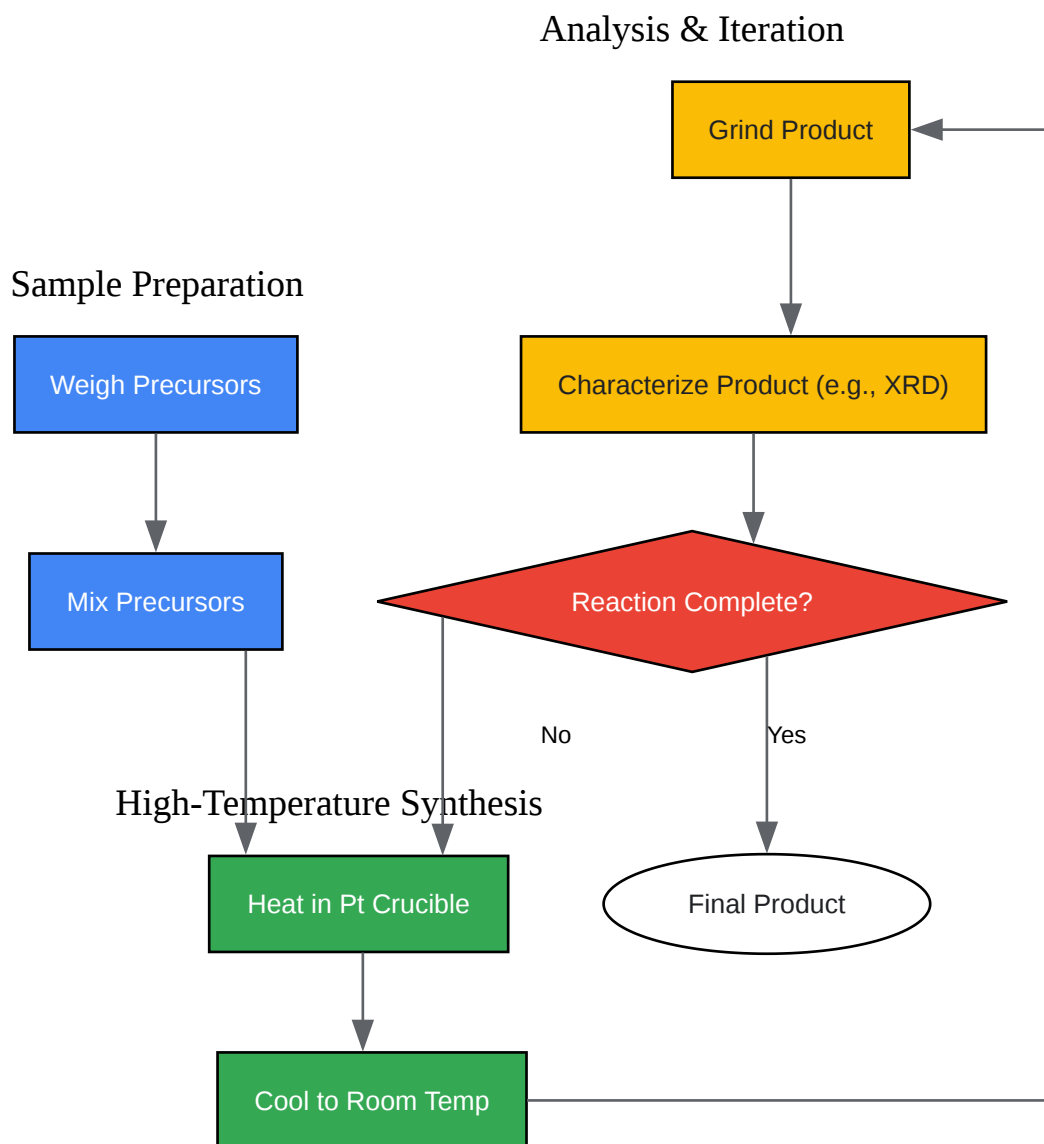 Analysis & Iteration
Grind Product
Sample Preparation
Weigh Precursors
Characterize Product (e.g., XRD)
Mix Precursors
Reaction Complete?
No
Yes
High-Temperature Synthesis
Heat in Pt Crucible
Final Product
Cool to Room Temp